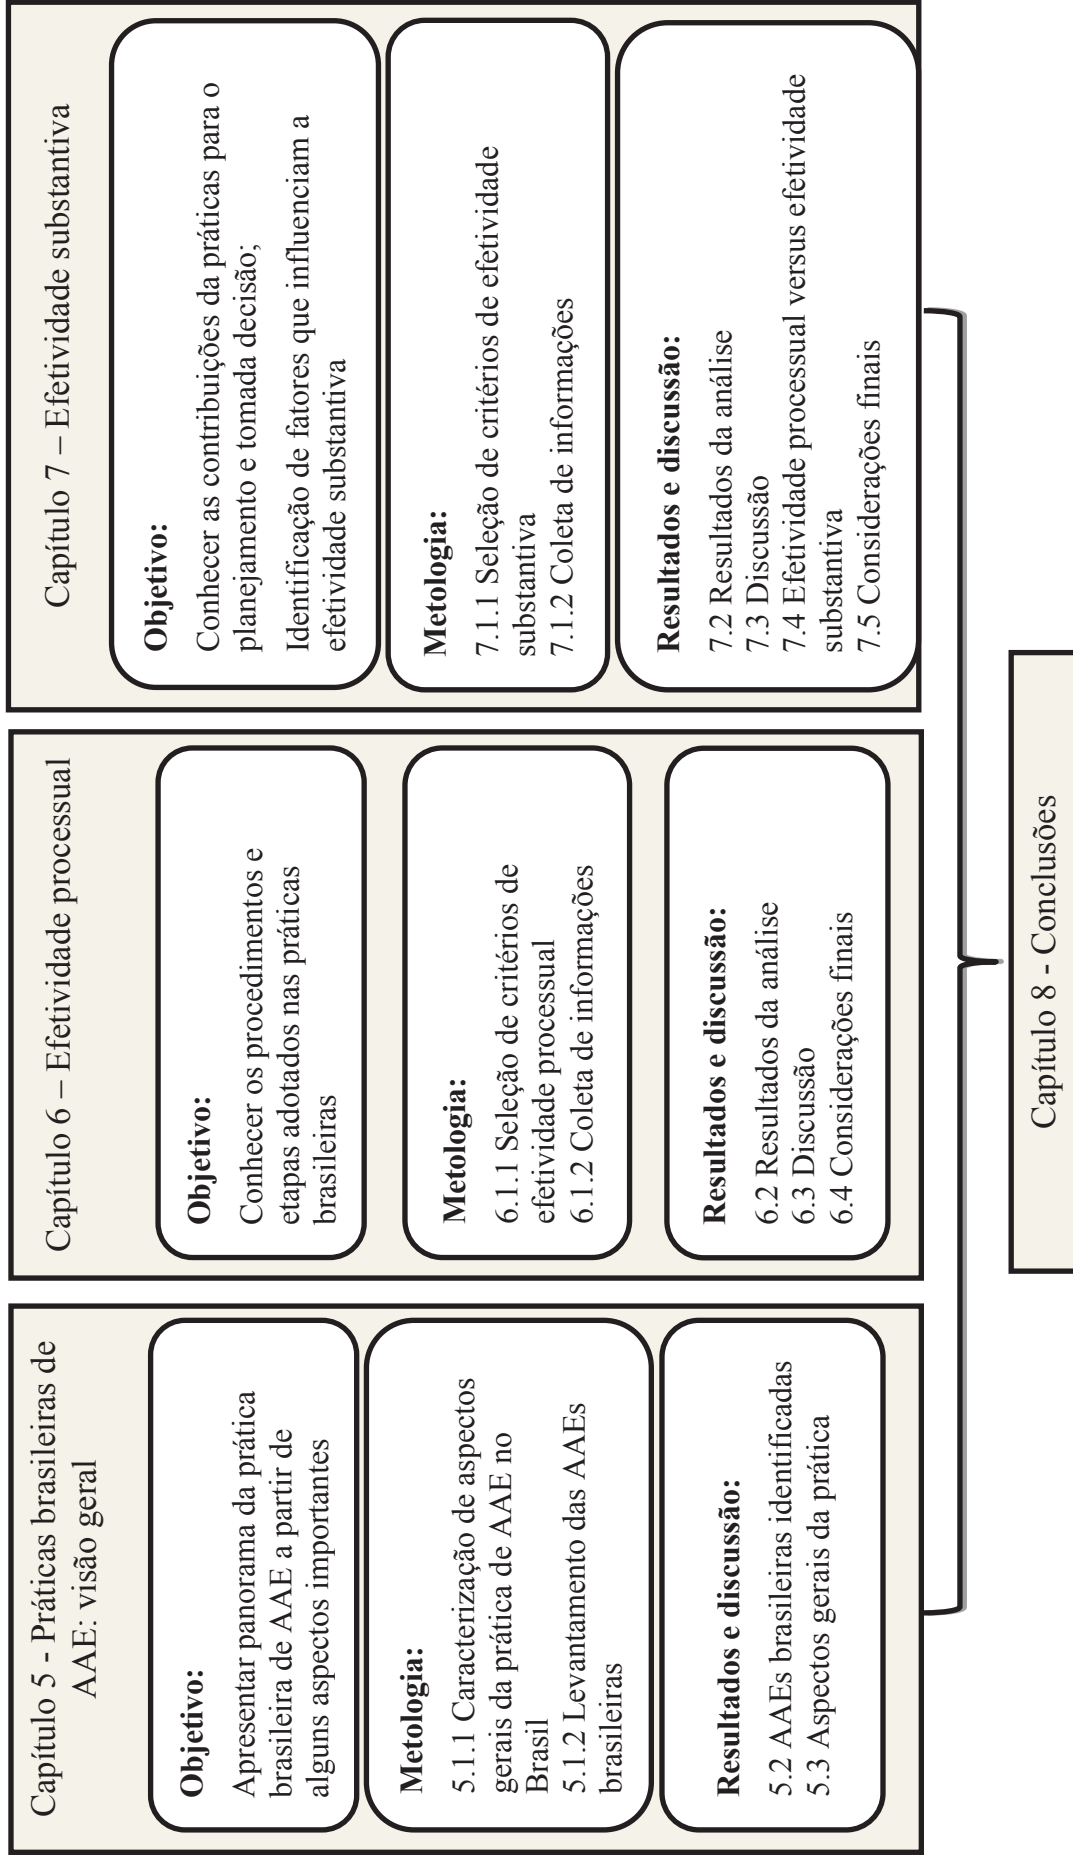 Capítulo 5 - Práticas brasileiras de
AAE: visão geral
Objetivo:
Apresentar panorama da prática
brasileira de AAE a partir de
alguns aspectos importantes
Metologia:
5.1.1 Caracterização de aspectos
gerais da prática de AAE no
Brasil
5.1.2 Levantamento das AAEs
brasileiras
Resultados e discussão:
5.2 AAEs brasileiras identificadas
5.3 Aspectos gerais da prática
Capítulo 6 – Efetividade processual
Objetivo:
Conhecer os procedimentos e
etapas adotados nas práticas
brasileiras
Metologia:
6.1.1 Seleção de critérios de
efetividade processual
6.1.2 Coleta de informações
Resultados e discussão:
6.2 Resultados da análise
6.3 Discussão
6.4 Considerações finais
Capítulo 7 – Efetividade substantiva
Objetivo:
Conhecer as contribuições da práticas para o
planejamento e tomada decisão;
Identificação de fatores que influenciam a
efetividade substantiva
Metologia:
7.1.1 Seleção de critérios de efetividade
substantiva
7.1.2 Coleta de informações
Resultados e discussão:
7.2 Resultados da análise
7.3 Discussão
7.4 Efetividade processual versus efetividade
substantiva
7.5 Considerações finais
Capítulo 8 - Conclusões